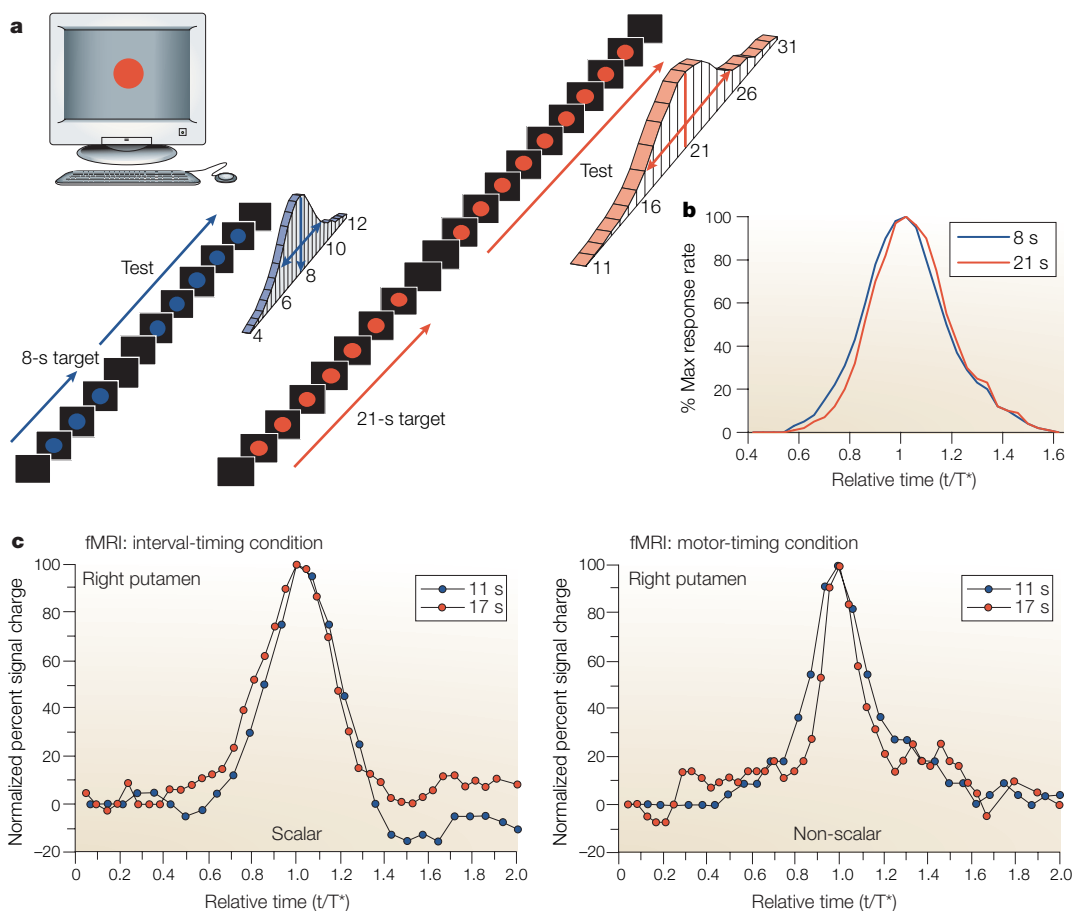 a
Test
8-s target
4
6
8
10
12
21-s target
Test
11
16
21
26
31
b
% Max response rate
100
80
60
40
20
0
0.4
0.6
0.8
1
1.2
1.4
1.6
Relative time (t/T*)
8 s
21 s
c
fMRI: interval-timing condition
Right putamen
Normalized percent signal charge
100
80
60
40
20
0
–20
11 s
17 s
Scalar
0.0 0.2 0.4 0.6 0.8 1.0 1.2 1.4 1.6 1.8 2.0
Relative time (t/T*)
fMRI: motor-timing condition
Right putamen
Normalized percent signal charge
100
80
60
40
20
0
–20
11 s
17 s
Non-scalar
0.0 0.2 0.4 0.6 0.8 1.0 1.2 1.4 1.6 1.8 2.0
Relative time (t/T*)